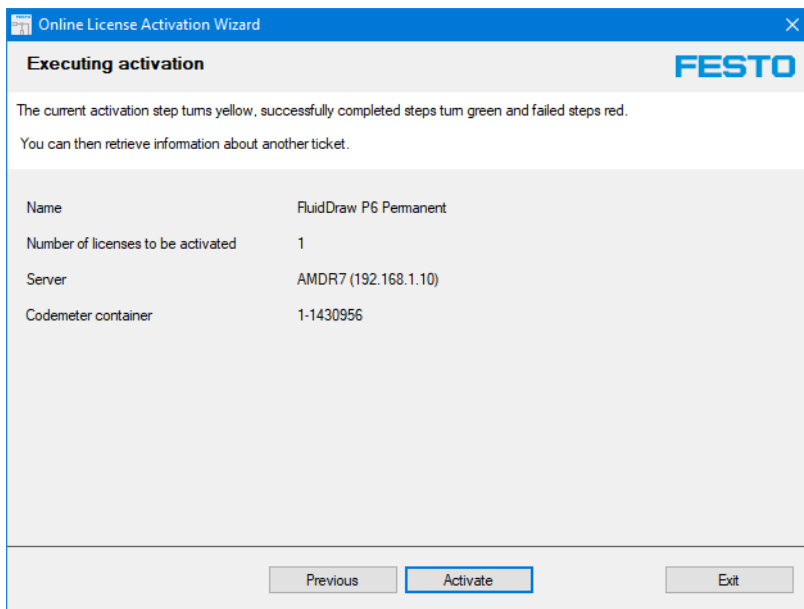 Online License Activation Wizard
Executing activation
FESTO
The current activation step turns yellow, successfully completed steps turn green and failed steps red.
You can then retrieve information about another ticket.
Name FluidDraw P6 Permanent
Number of licenses to be activated 1
Server AMDR7 (192.168.1.10)
Codemeter container 1-1430956
Previous Activate Exit